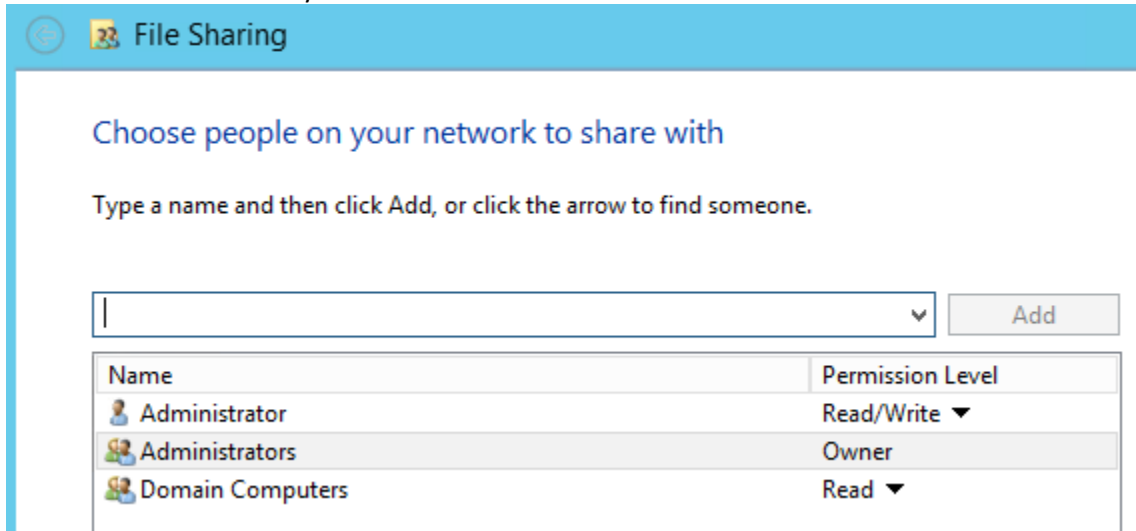 File Sharing
Choose people on your network to share with
Type a name and then click Add, or click the arrow to find someone.
Add
Name Permission Level
Administrator Read/Write
Administrators Owner
Domain Computers Read